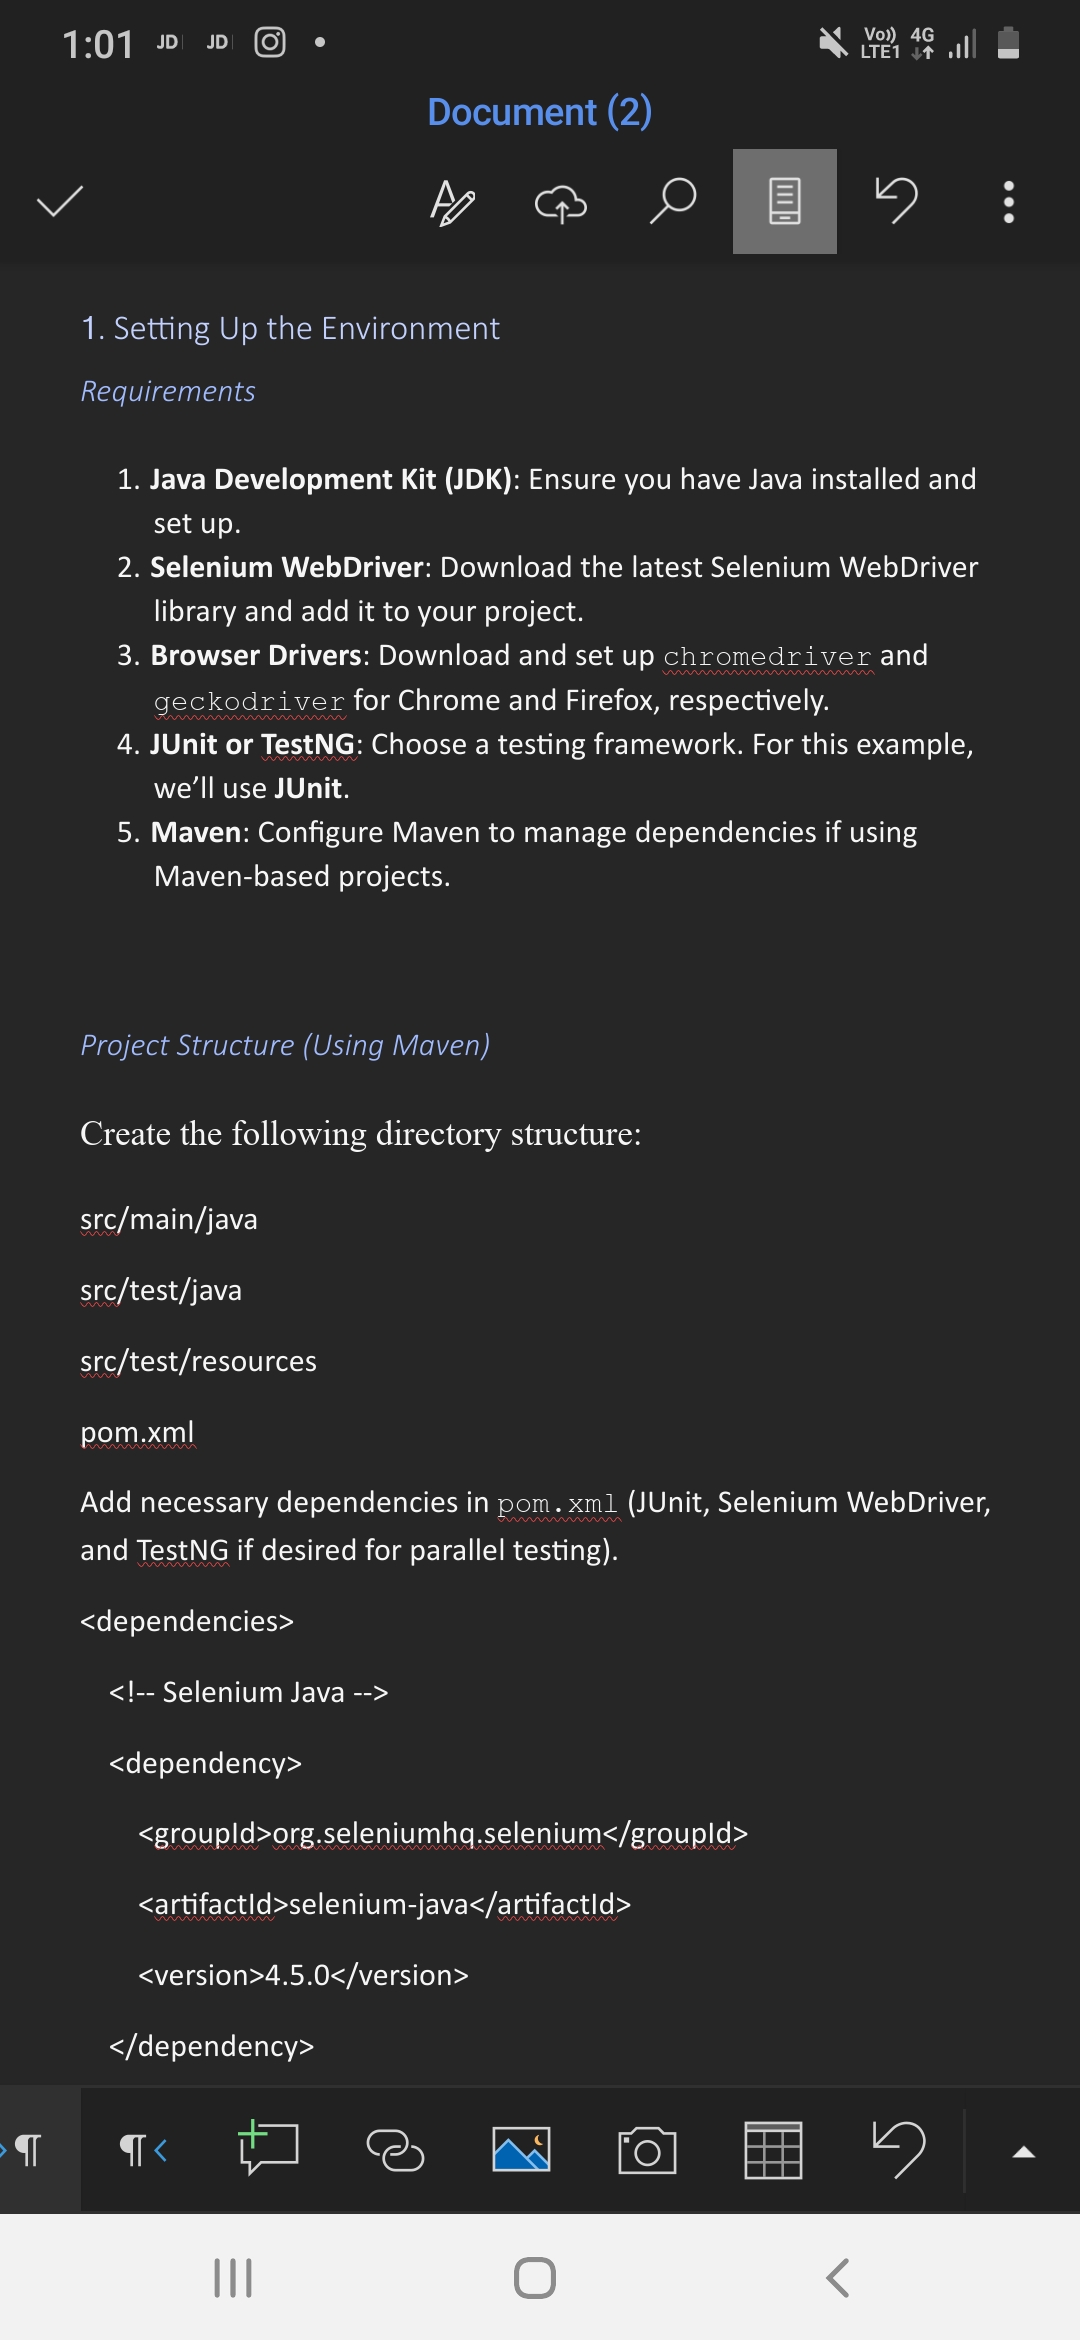 1:01 JD JD Vo)) 4G
LTE1
Document (2)
1. Setting Up the Environment
Requirements
1. Java Development Kit (JDK): Ensure you have Java installed and
set up.
2. Selenium WebDriver: Download the latest Selenium WebDriver
library and add it to your project.
3. Browser Drivers: Download and set up chromedriver and
geckodriver for Chrome and Firefox, respectively.
4. JUnit or TestNG: Choose a testing framework. For this example,
we’ll use JUnit.
5. Maven: Configure Maven to manage dependencies if using
Maven-based projects.
Project Structure (Using Maven)
Create the following directory structure:
src/main/java
src/test/java
src/test/resources
pom.xml
Add necessary dependencies in pom.xml (JUnit, Selenium WebDriver,
and TestNG if desired for parallel testing).
<dependencies>
<!-- Selenium Java -->
<dependency>
<groupId>org.seleniumhq.selenium</groupId>
<artifactId>selenium-java</artifactId>
<version>4.5.0</version>
</dependency>